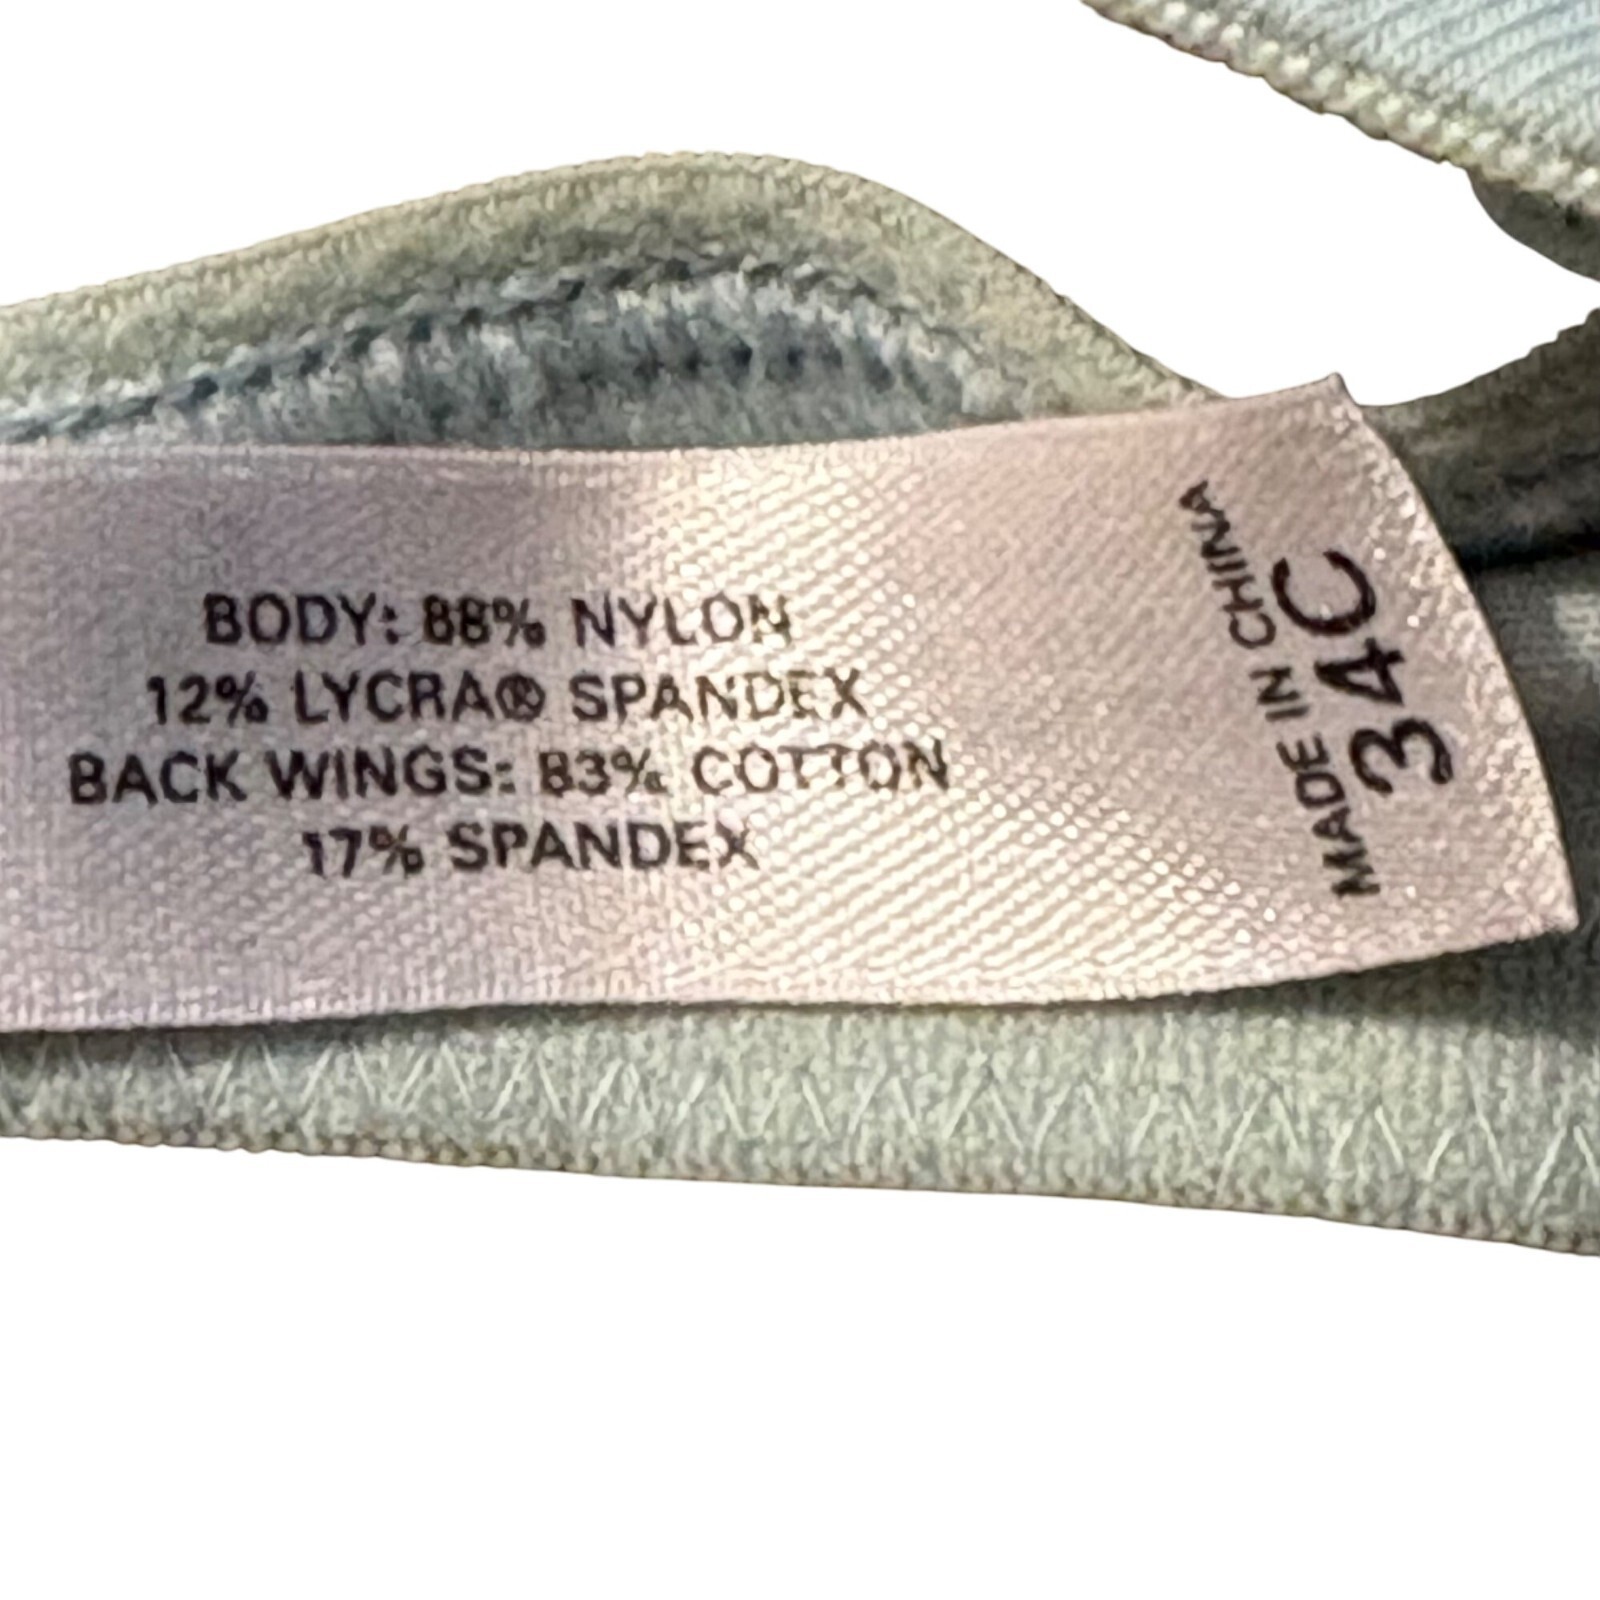 BODY: 88% NYLON
12% LYCRA® SPANDEX
BACK WINGS: 83% COTTON
17% SPANDEX
MADE IN CHINA
34C